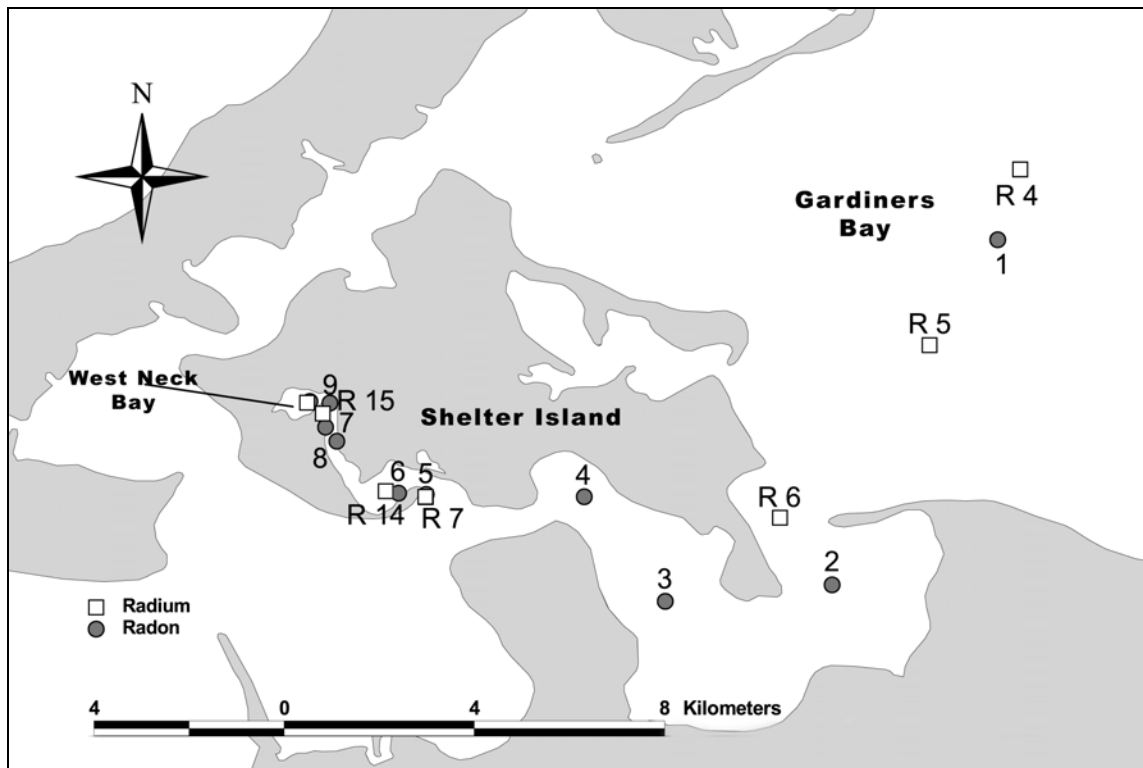 N
Gardiners
Bay
R 4
1
R 5
West Neck
Bay
9
R 15
Shelter Island
7
8
6
5
4
R 14
R 7
R 6
3
2
Radium
Radon
4 0 4 8 Kilometers